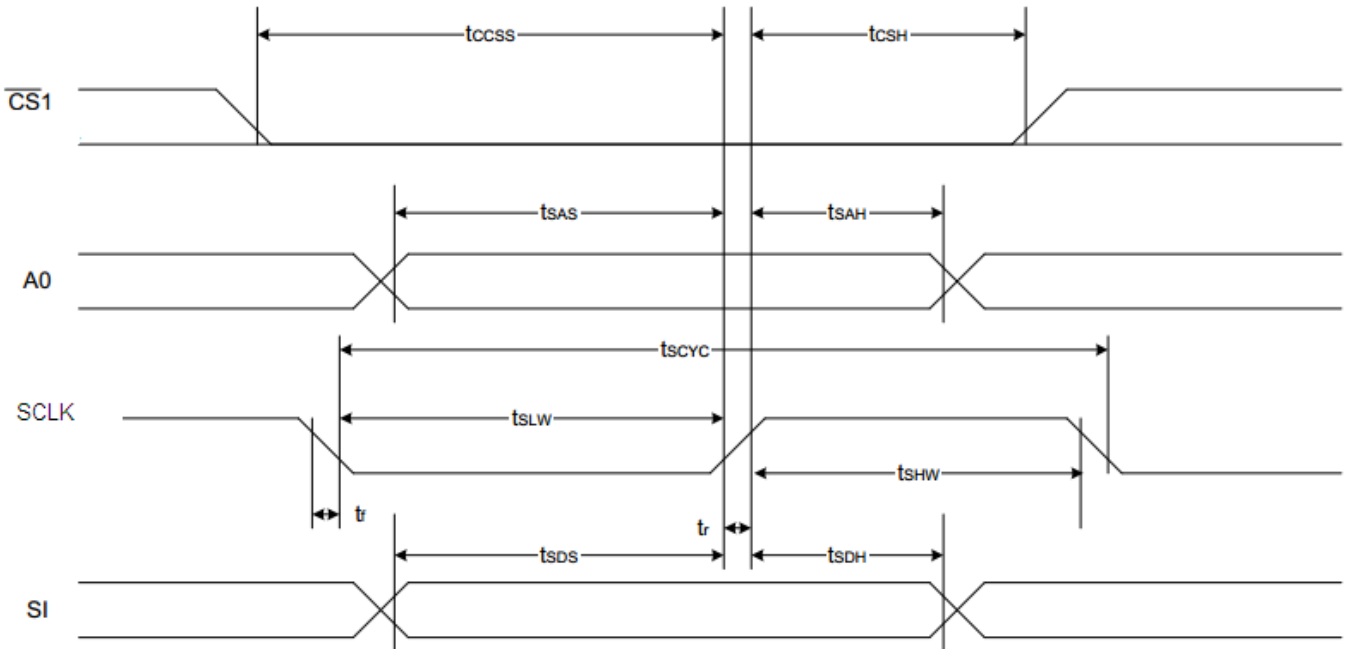 tCCSS tCSH
CS1
tSAS tSAH
A0
tSCYC
SCLK
tSLW
tSHW
tf
tr
tSDS tSDH
SI